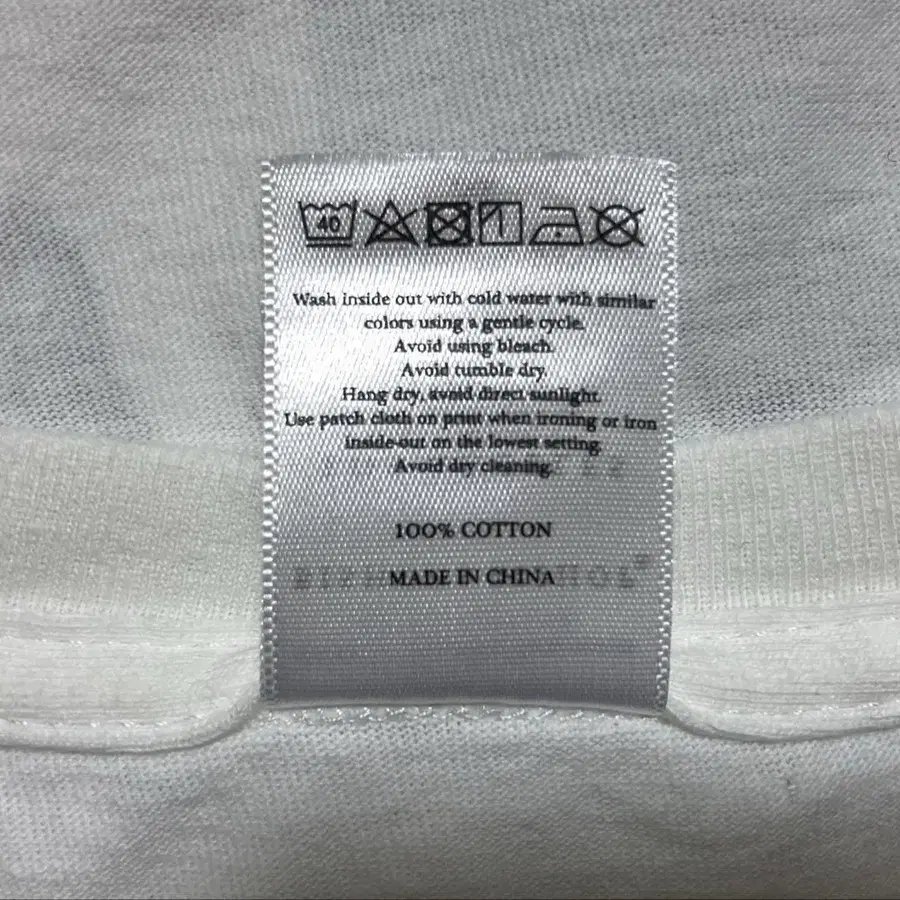 40
Wash inside out with cold water with similar
colors using a gentle cycle.
Avoid using bleach.
Avoid tumble dry.
Hang dry, avoid direct sunlight.
Use patch cloth on print when ironing or iron
inside-out on the lowest setting.
Avoid dry cleaning.
100% COTTON
MADE IN CHINA